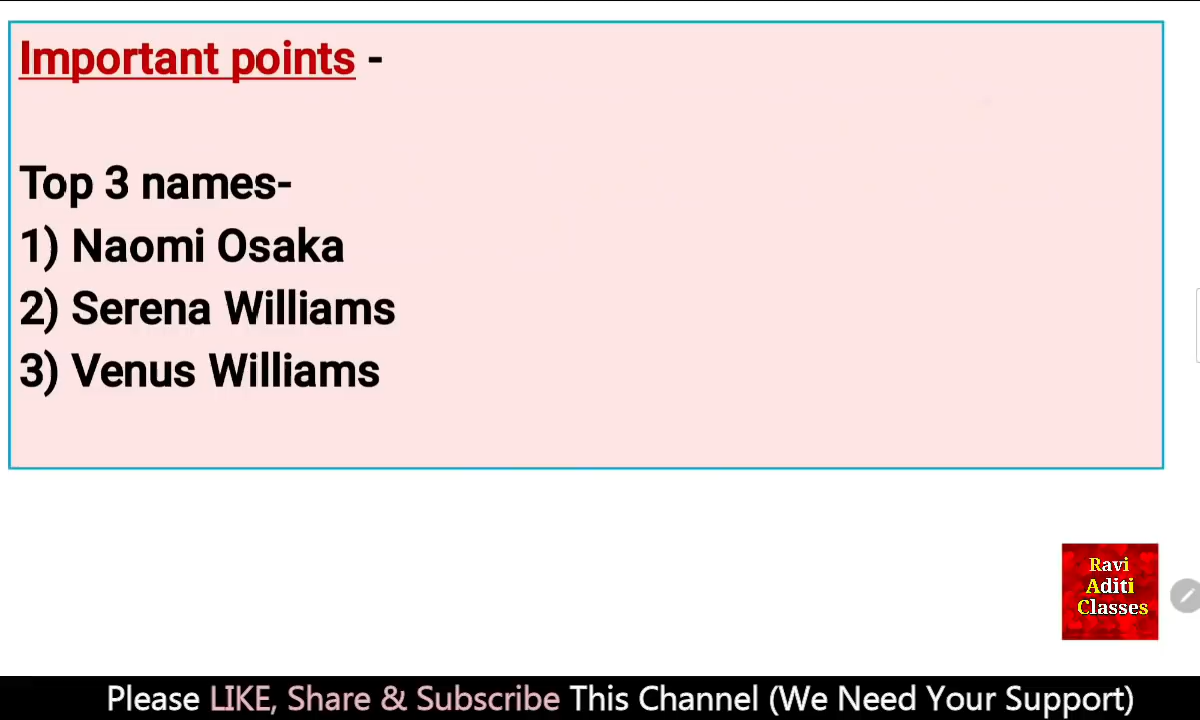 Important points -
Top 3 names-
1) Naomi Osaka
2) Serena Williams
3) Venus Williams
Ravi
Aditi
Classes
Please LIKE, Share & Subscribe This Channel (We Need Your Support)